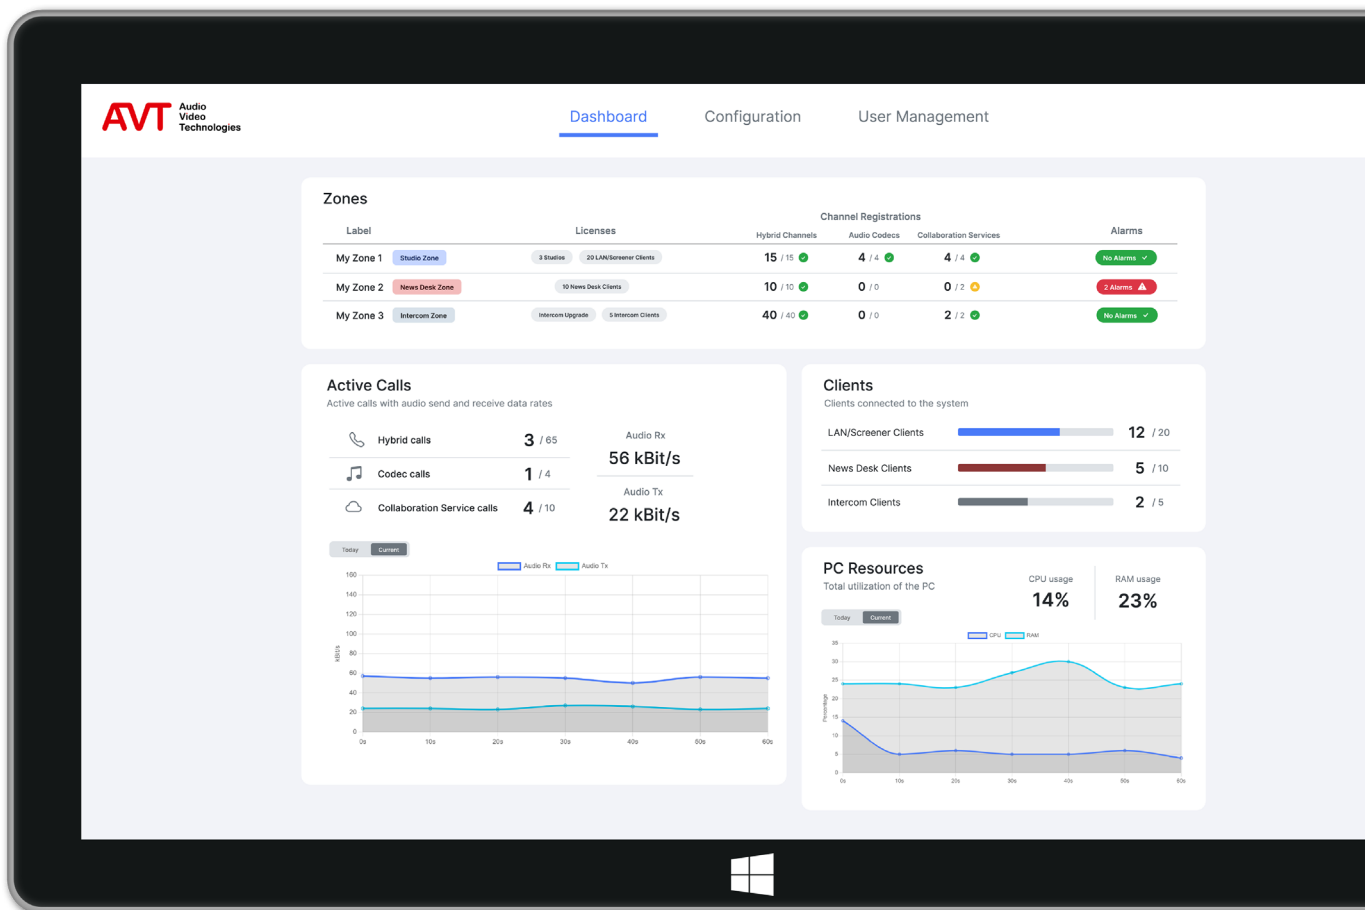 AVT Audio
Video
Technologies
Dashboard Configuration User Management
Zones
Channel Registrations
Label Licenses Hybrid Channels Audio Codecs Collaboration Services Alarms
My Zone 1 Studio Zone 3 Studios 20 LAN/Screener Clients 15 / 15 4 / 4 4 / 4 No Alarms
My Zone 2 News Desk Zone 10 News Desk Clients 10 / 10 0 / 0 0 / 2 2 Alarms
My Zone 3 Intercom Zone Intercom Upgrade 5 Intercom Clients 40 / 40 0 / 0 2 / 2 No Alarms
Active Calls
Active calls with audio send and receive data rates
Hybrid calls 3 / 65
Codec calls 1 / 4
Collaboration Service calls 4 / 10
Audio Rx
56 kBit/s
Audio Tx
22 kBit/s
Today Current
Audio Rx Audio Tx
160
140
120
100
80
60
40
20
0
kBit/s
0s 10s 20s 30s 40s 50s 60s
Clients
Clients connected to the system
LAN/Screener Clients 12 / 20
News Desk Clients 5 / 10
Intercom Clients 2 / 5
PC Resources
Total utilization of the PC
CPU usage
14%
RAM usage
23%
Today Current
CPU RAM
35
30
25
20
15
10
5
0
Percentage
0s 10s 20s 30s 40s 50s 60s